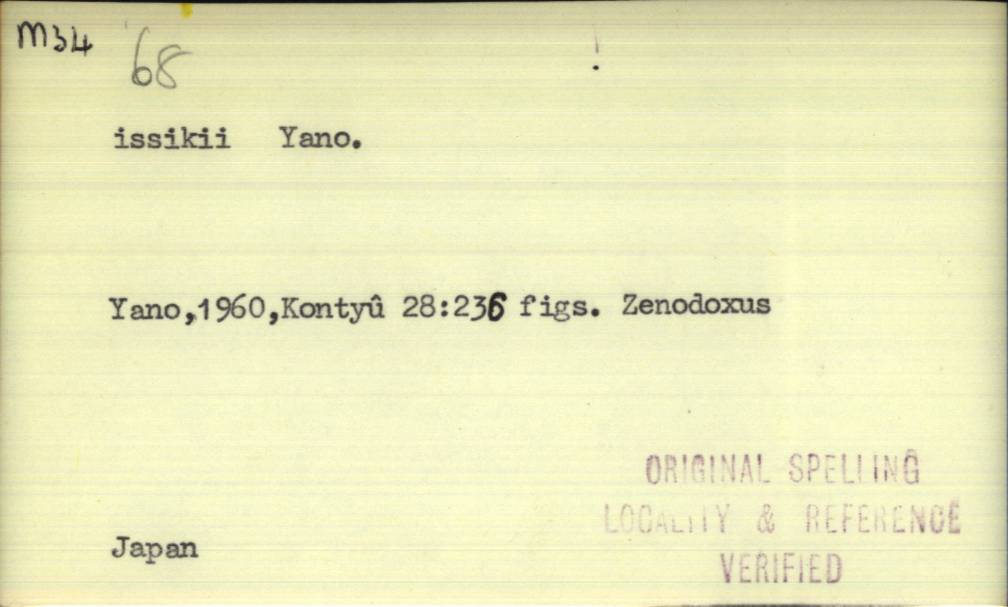 M34
'68
!
issikii Yano.
Yano,1960,Kontyû 28:236 figs. Zenodoxus
ORIGINAL SPELLING
LOCALITY & REFERENCE
VERIFIED
Japan